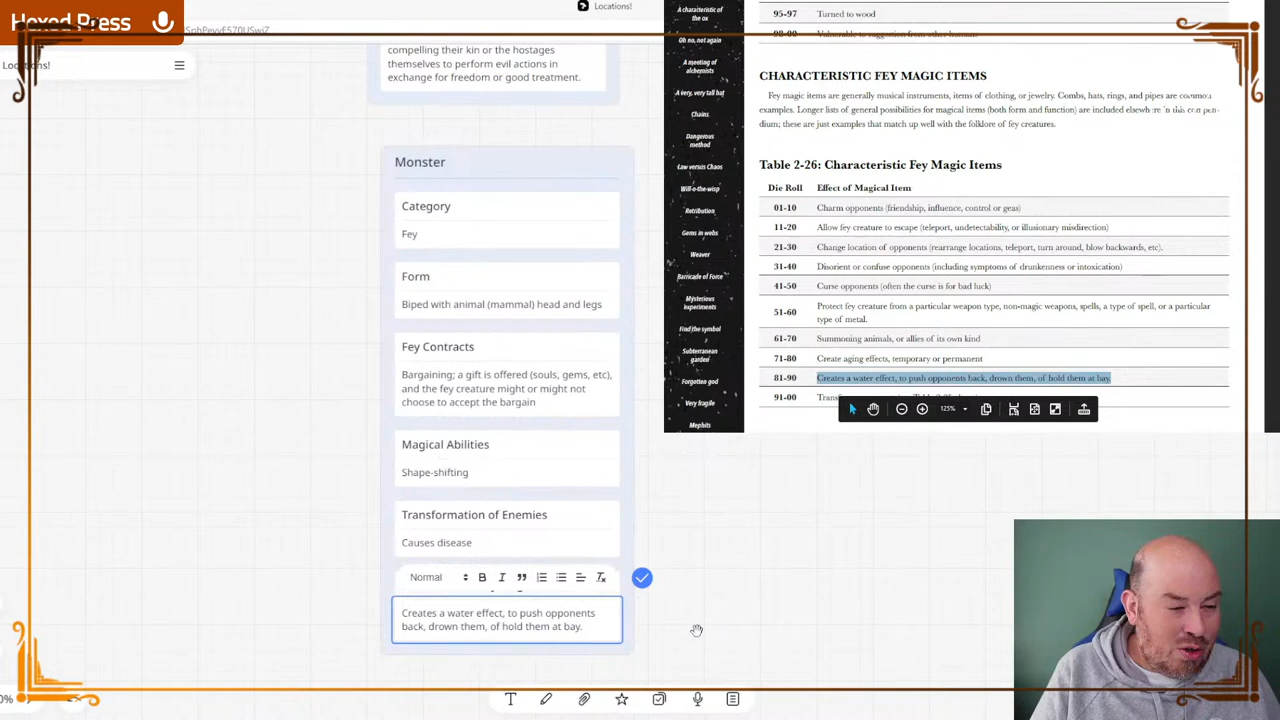 Hexed Press
Locations!
Locations!
compelling their kin or the hostages
themselves to perform evil actions in
exchange for freedom or good treatment.
Monster
Category
Fey
Form
Biped with animal (mammal) head and legs
Fey Contracts
Bargaining; a gift is offered (souls, gems, etc),
and the fey creature might or might not
choose to accept the bargain
Magical Abilities
Shape-shifting
Transformation of Enemies
Causes disease
Normal
Creates a water effect, to push opponents
back, drown them, of hold them at bay.
A characteristic of
the ox
Oh no, not again
A meeting of
alchemists
A very, very tall hat
Chains
Dangerous
method
Law versus Chaos
Will-o-the-wisp
Retribution
Gems in webs
Weaver
Barricade of Force
Mysterious
experiments
Find the symbol
Subterranean
garden
Forgotten god
Very fragile
Mephits
95-97 Turned to wood
98-00 Vulnerable to suggestion from other humans
CHARACTERISTIC FEY MAGIC ITEMS
Fey magic items are generally musical instruments, items of clothing, or jewelry. Combs, hats, rings, and pipes are common
examples. Longer lists of general possibilities for magical items (both form and function) are included elsewhere in this com pen-
dium; these are just examples that match up well with the folklore of fey creatures.
Table 2-26: Characteristic Fey Magic Items
Die Roll Effect of Magical Item
01-10 Charm opponents (friendship, influence, control or geas)
11-20 Allow fey creature to escape (teleport, undetectability, or illusionary misdirection)
21-30 Change location of opponents (rearrange locations, teleport, turn around, blow backwards, etc).
31-40 Disorient or confuse opponents (including symptoms of drunkenness or intoxication)
41-50 Curse opponents (often the curse is for bad luck)
51-60 Protect fey creature from a particular weapon type, non-magic weapons, spells, a type of spell, or a particular
type of metal.
61-70 Summoning animals, or allies of its own kind
71-80 Create aging effects, temporary or permanent
81-90 Creates a water effect, to push opponents back, drown them, of hold them at bay.
91-00
125%